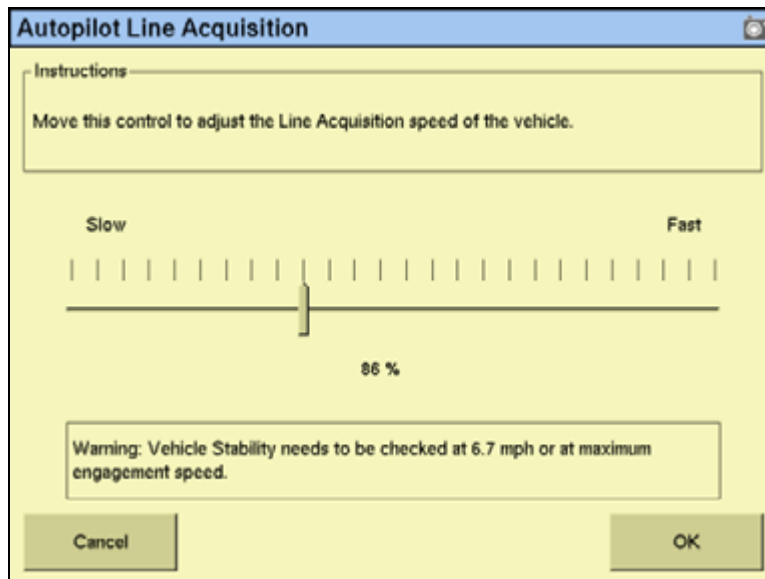 Autopilot Line Acquisition
Instructions
Move this control to adjust the Line Acquisition speed of the vehicle.
Slow Fast
86 %
Warning: Vehicle Stability needs to be checked at 6.7 mph or at maximum
engagement speed.
Cancel OK